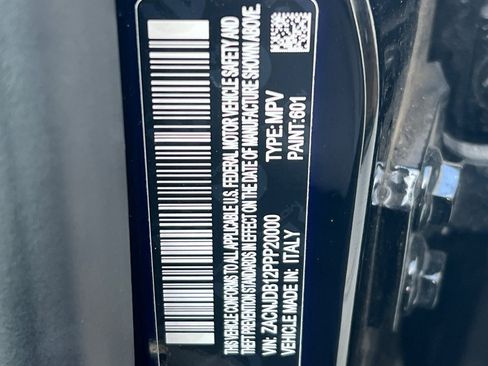 THIS VEHICLE CONFORMS TO ALL APPLICABLE U.S. FEDERAL MOTOR VEHICLE SAFETY AND
THEFT PREVENTION STANDARDS IN EFFECT ON THE DATE OF MANUFACTURE SHOWN ABOVE.
VIN: ZACNJDB12PPP20000 TYPE: MPV
VEHICLE MADE IN: ITALY PAINT: 601